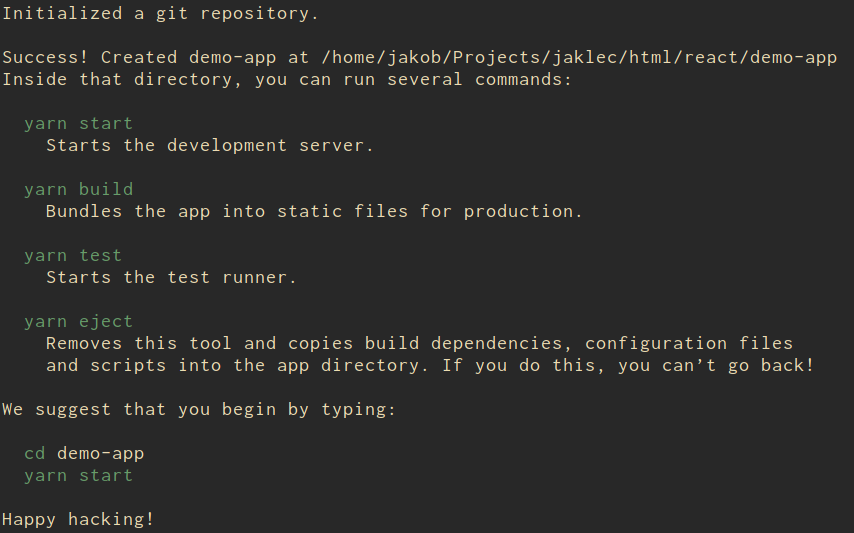 Initialized a git repository.
Success! Created demo-app at /home/jakob/Projects/jaklec/html/react/demo-app
Inside that directory, you can run several commands:
yarn start
Starts the development server.
yarn build
Bundles the app into static files for production.
yarn test
Starts the test runner.
yarn eject
Removes this tool and copies build dependencies, configuration files
and scripts into the app directory. If you do this, you can’t go back!
We suggest that you begin by typing:
cd demo-app
yarn start
Happy hacking!